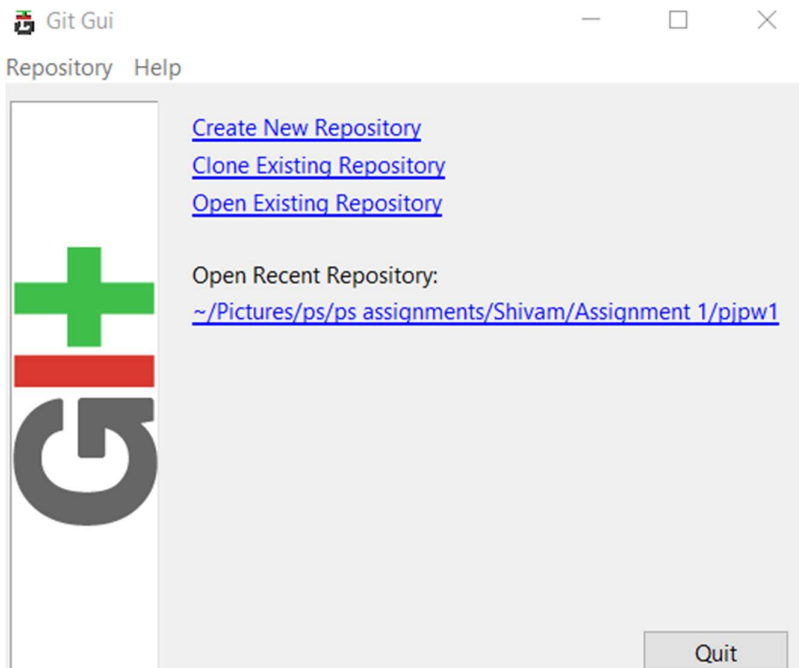 Git Gui
Repository Help
Create New Repository
Clone Existing Repository
Open Existing Repository
Open Recent Repository:
~/Pictures/ps/ps assignments/Shivam/Assignment 1/pjpw1
GIt
Quit